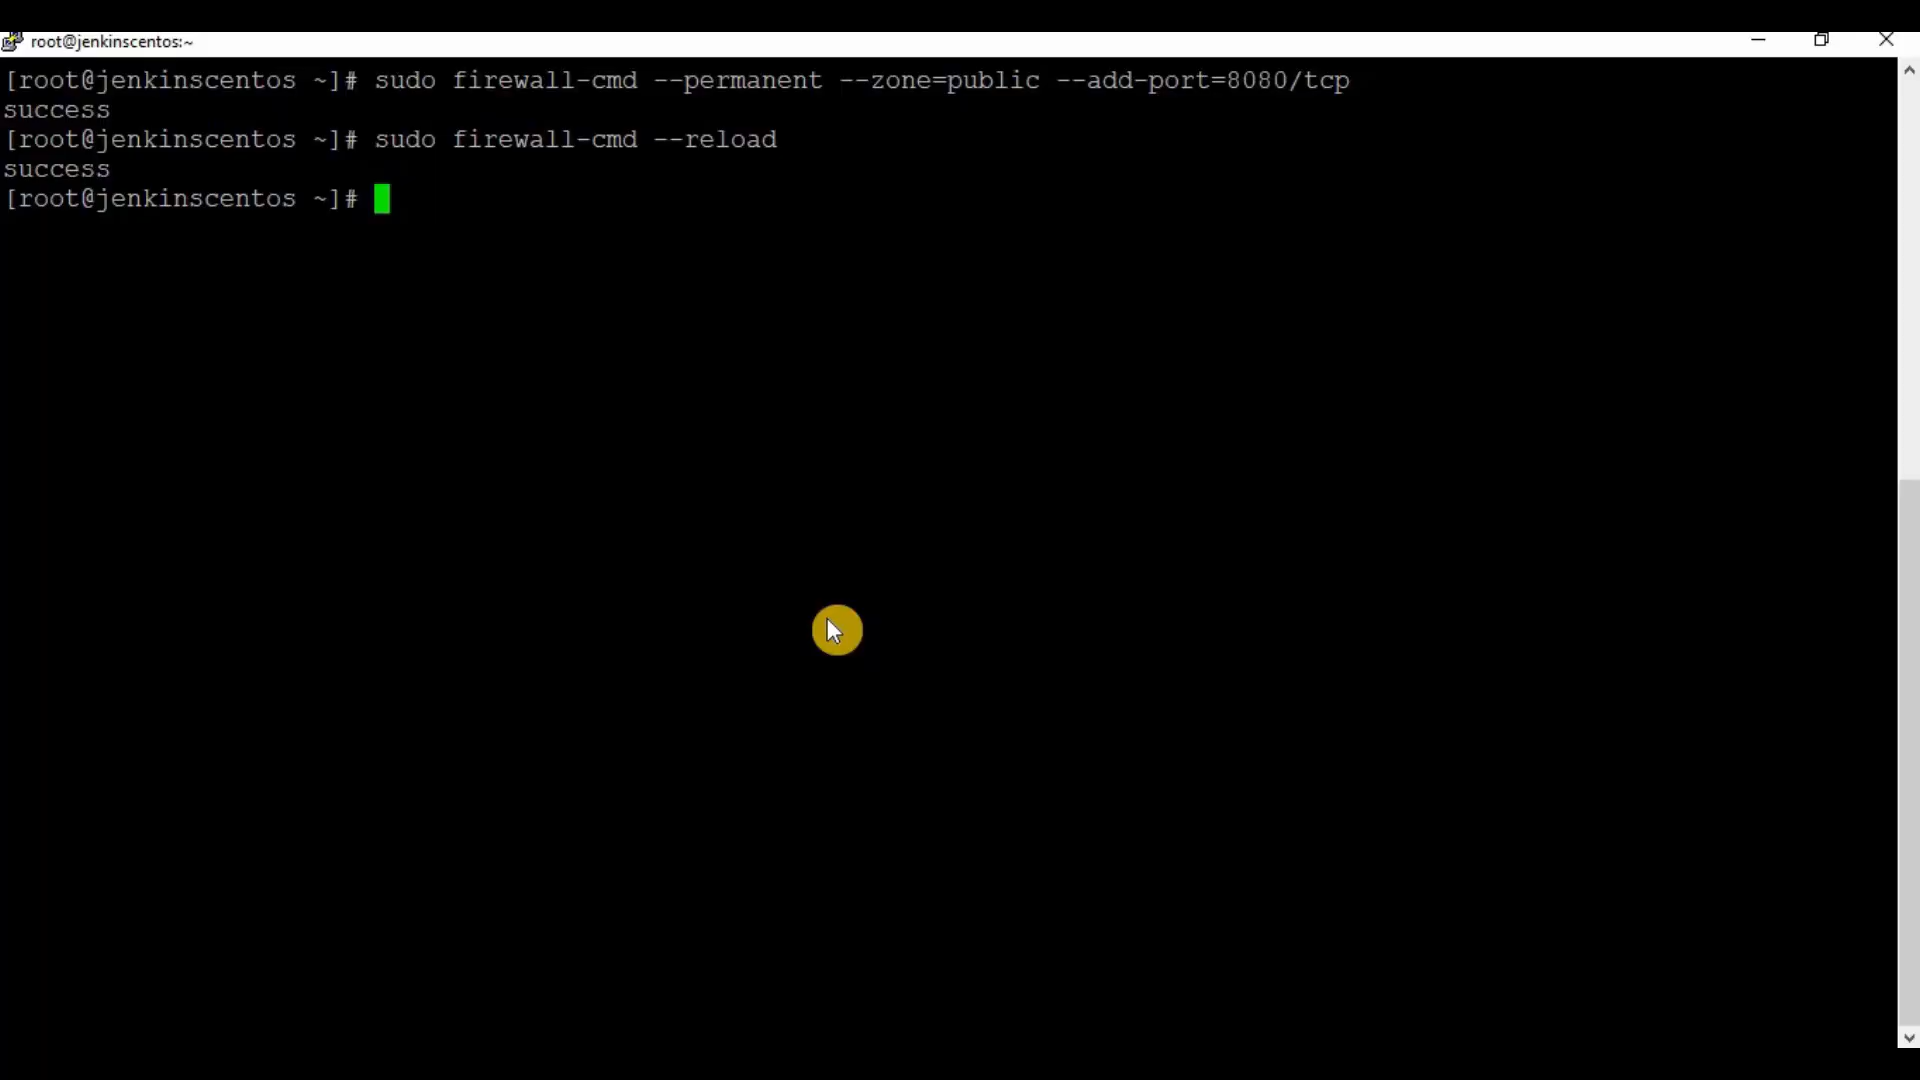 root@jenkinscentos:~
[root@jenkinscentos ~]# sudo firewall-cmd --permanent --zone=public --add-port=8080/tcp
success
[root@jenkinscentos ~]# sudo firewall-cmd --reload
success
[root@jenkinscentos ~]#